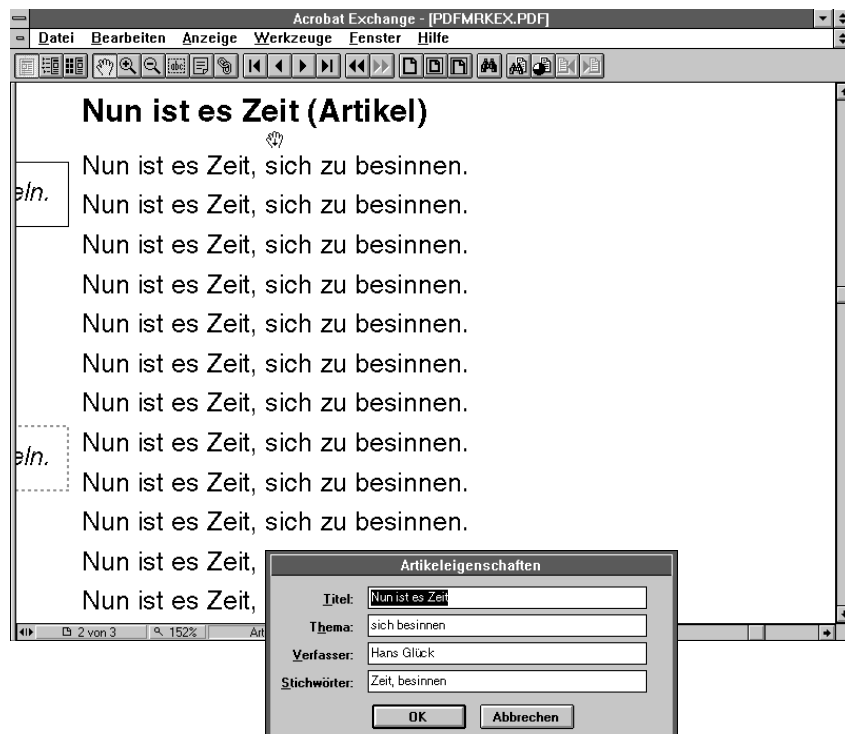 Acrobat Exchange - [PDFMRKEX.PDF]
Datei Bearbeiten Anzeige Werkzeuge Fenster Hilfe
abc
Nun ist es Zeit (Artikel)
Nun ist es Zeit, sich zu besinnen.
eln.
Nun ist es Zeit, sich zu besinnen.
Nun ist es Zeit, sich zu besinnen.
Nun ist es Zeit, sich zu besinnen.
Nun ist es Zeit, sich zu besinnen.
Nun ist es Zeit, sich zu besinnen.
Nun ist es Zeit, sich zu besinnen.
Nun ist es Zeit, sich zu besinnen.
eln.
Nun ist es Zeit, sich zu besinnen.
Nun ist es Zeit, sich zu besinnen.
Nun ist es Zeit,
Nun ist es Zeit,
2 von 3 152% Art
Artikeleigenschaften
Titel: Nun ist es Zeit
Thema: sich besinnen
Verfasser: Hans Glück
Stichwörter: Zeit, besinnen
OK Abbrechen